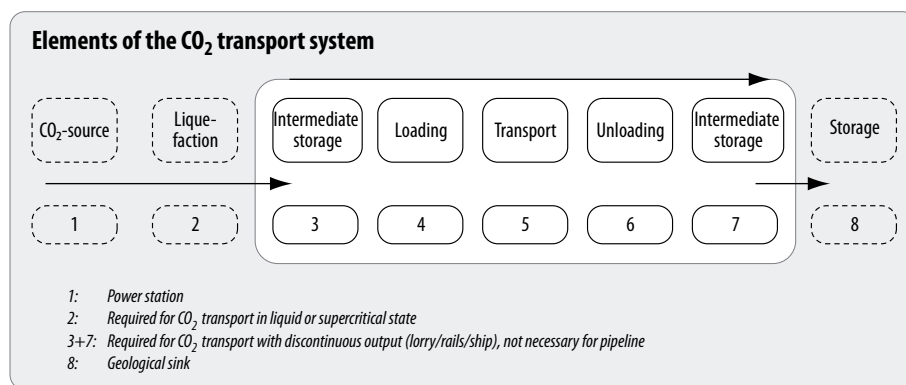 Elements of the CO₂ transport system
CO₂-source
Lique-
faction
Intermediate
storage
Loading
Transport
Unloading
Intermediate
storage
Storage
1
2
3
4
5
6
7
8
1: Power station
2: Required for CO₂ transport in liquid or supercritical state
3+7: Required for CO₂ transport with discontinuous output (lorry/rails/ship), not necessary for pipeline
8: Geological sink